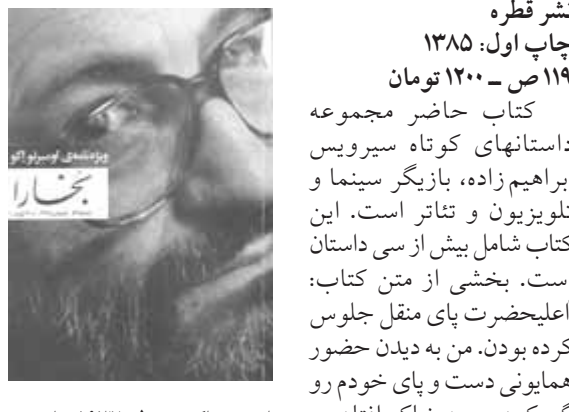 نشر قطره
چاپ اول: ۱۳۸۵
۱۱۹ ص ــ ۱۲۰۰ تومان
کتاب حاضر مجموعه
داستانهای کوتاه سیرویس
ابراهیم زاده، بازیگر سینما و
تلویزیون و تئاتر است. این
کتاب شامل بیش از سی داستان
است. بخشی از متن کتاب:
اعلیحضرت پای منقل جلوس
کرده بودن. من به دیدن حضور
همایونی دست و پای خودم رو
ویژه‌نامه‌ی اومبرتو اکو
بخارا